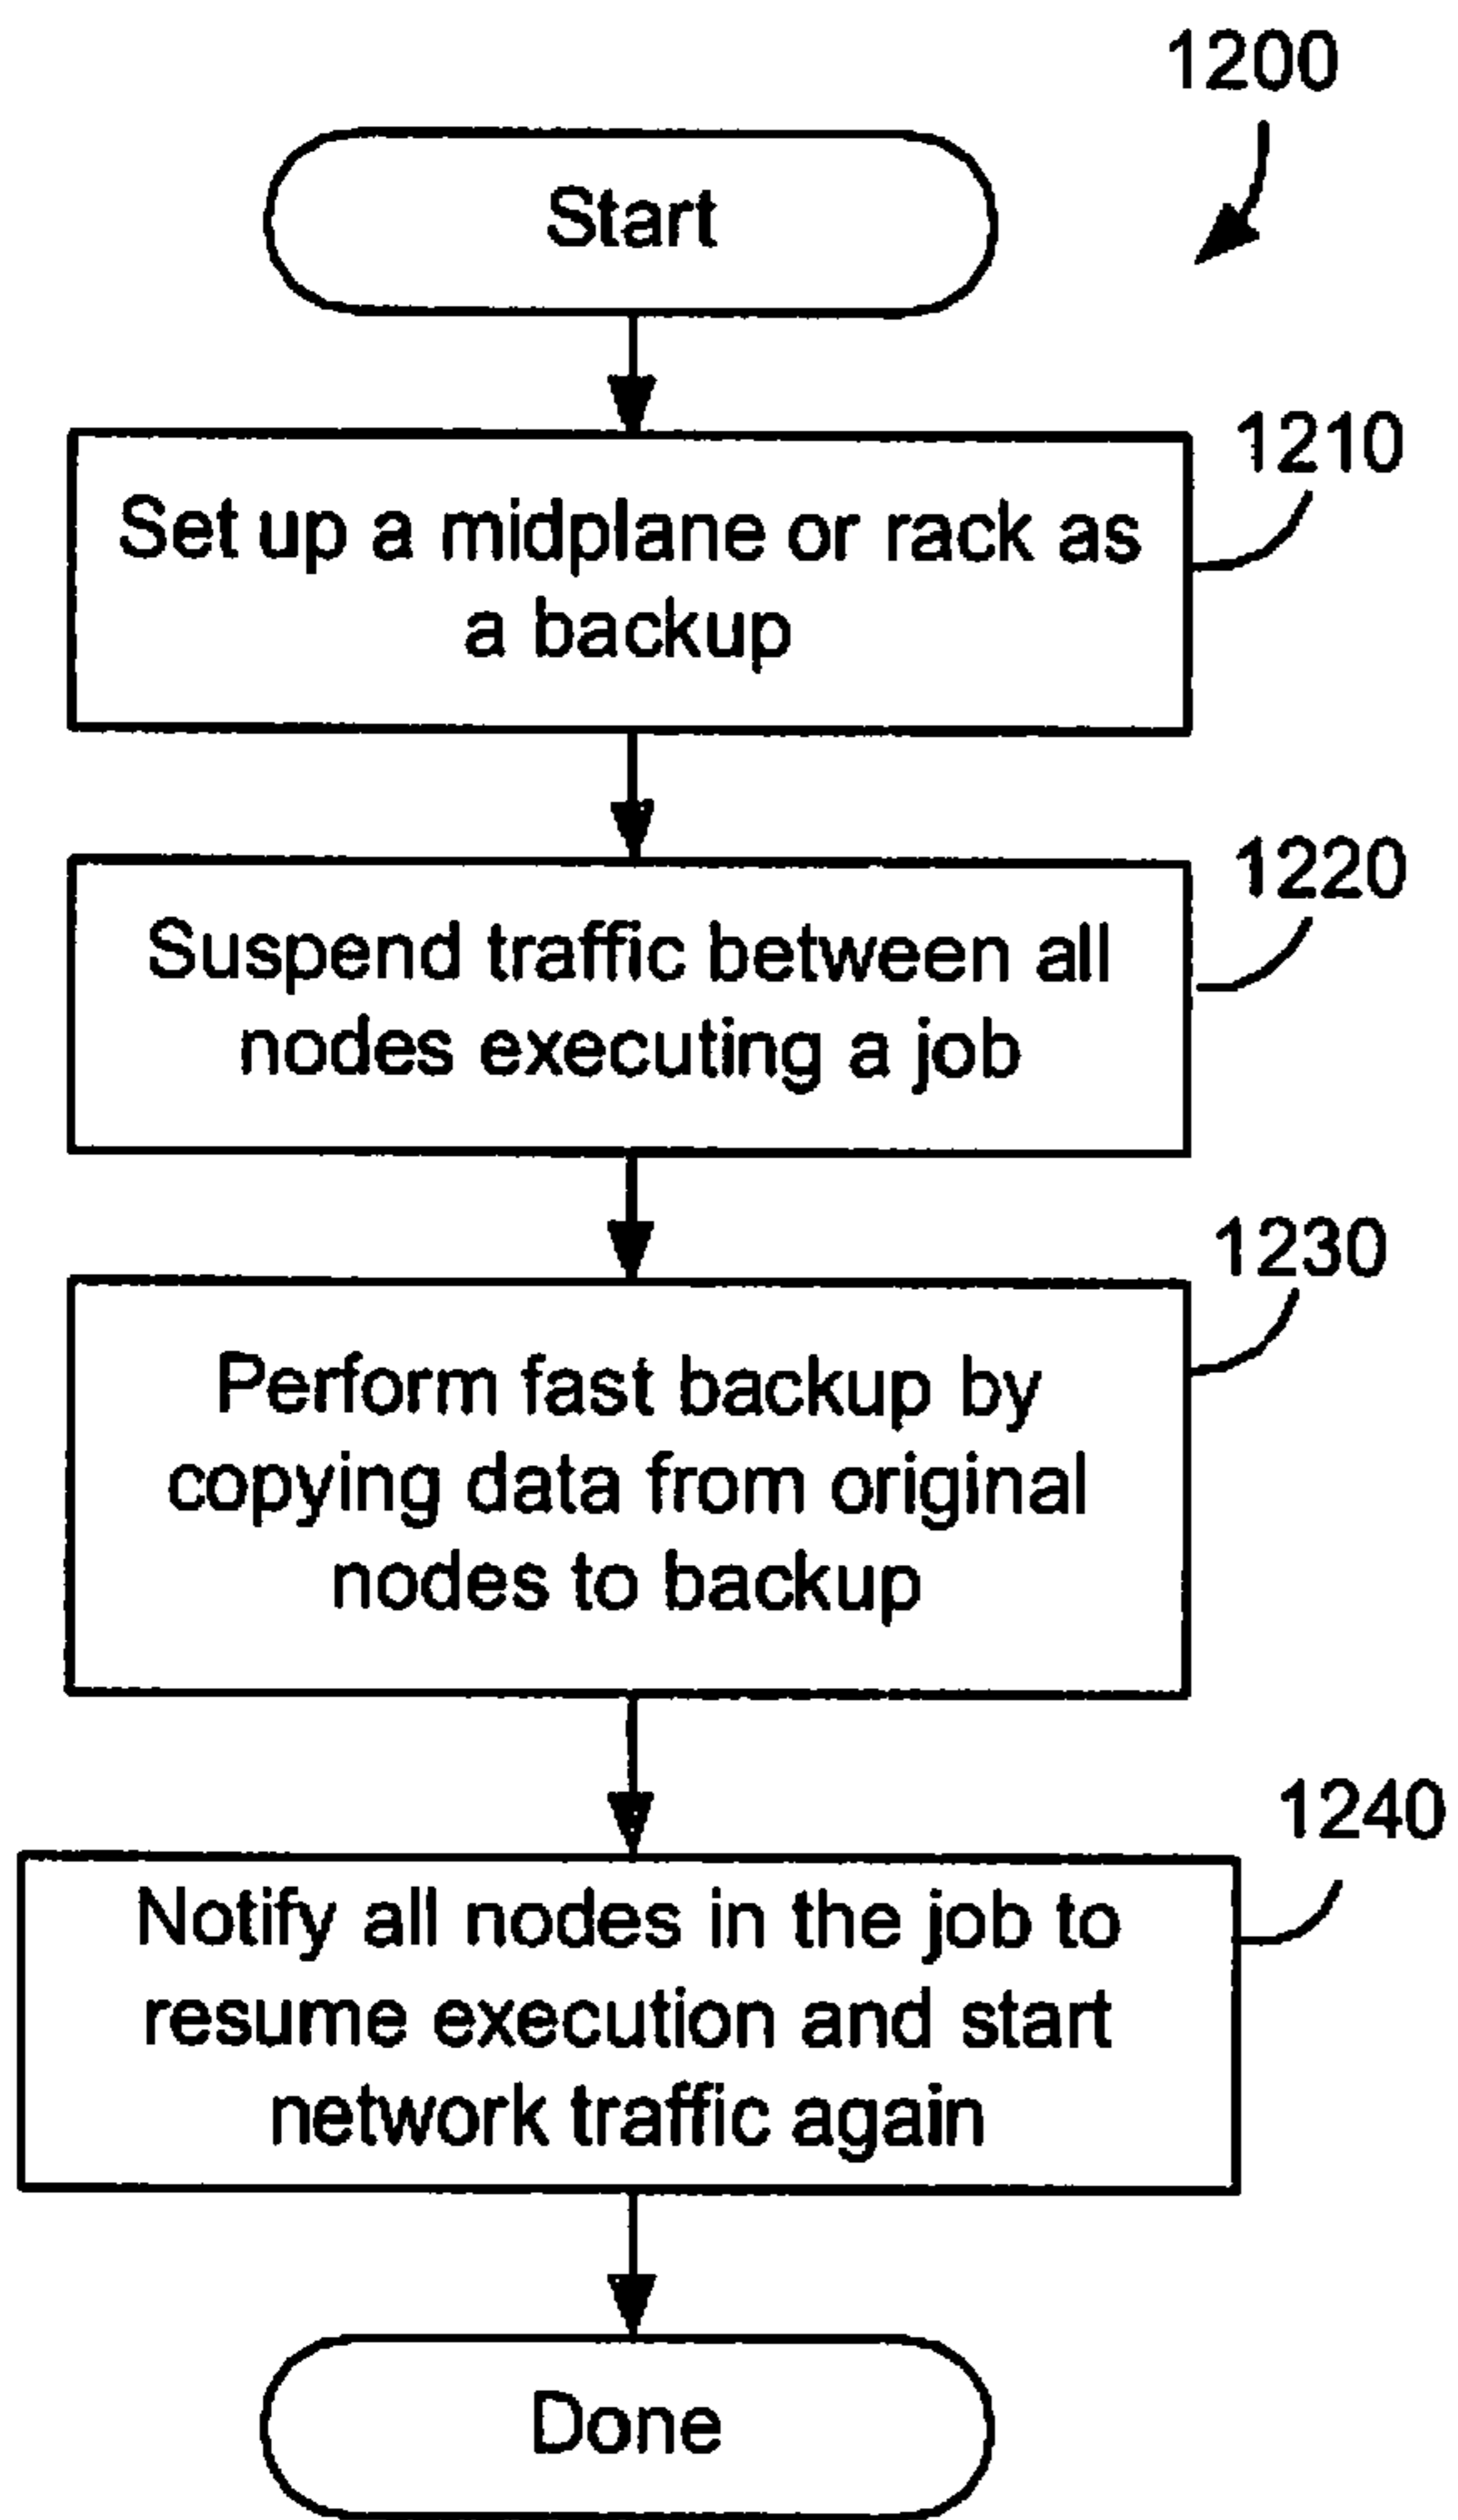 1200
Start
1210
Set up a midplane or rack as
a backup
1220
Suspend traffic between all
nodes executing a job
1230
Perform fast backup by
copying data from original
nodes to backup
1240
Notify all nodes in the job to
resume execution and start
network traffic again
Done